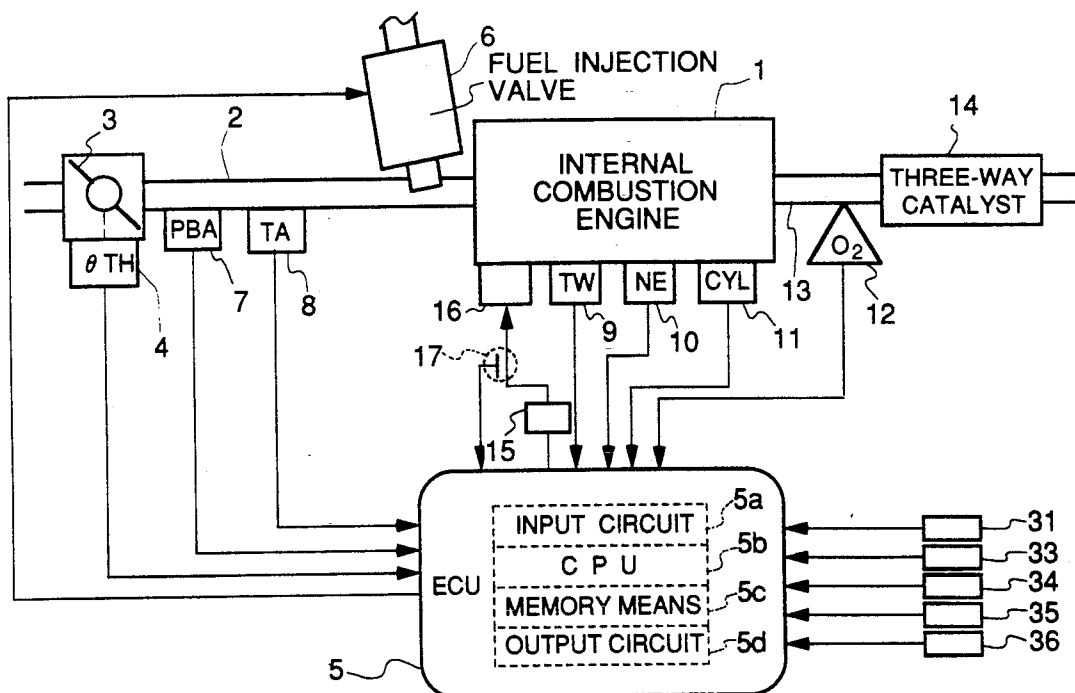 6
FUEL INJECTION
VALVE
1
3
2
14
INTERNAL
COMBUSTION
ENGINE
THREE-WAY
CATALYST
PBA
TA
θ TH
O2
TW
NE
CYL
7
8
16
9
10
11
13
12
4
17
15
5a
INPUT CIRCUIT
31
5b
C P U
33
ECU
34
5c
MEMORY MEANS
35
OUTPUT CIRCUIT
5d
36
5